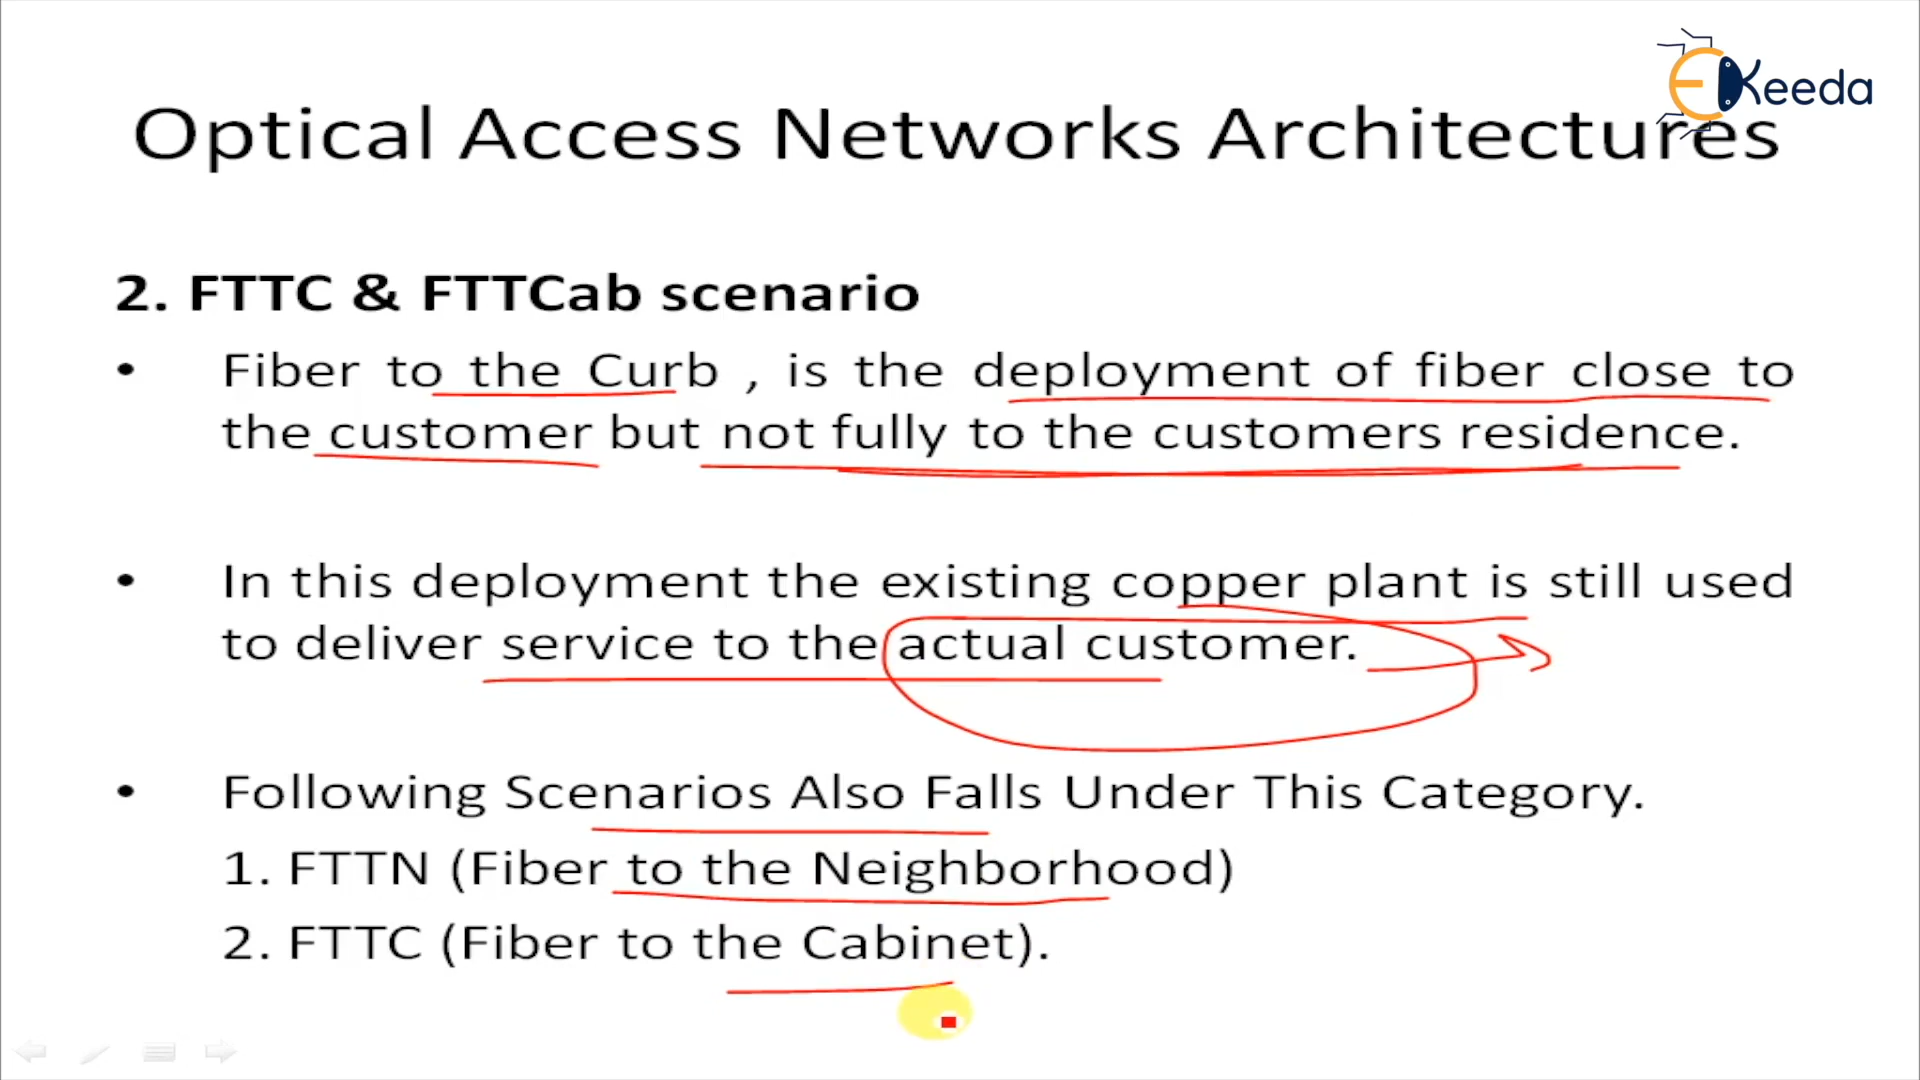 EKeeda
Optical Access Networks Architectures
2. FTTC & FTTCab scenario
• Fiber to the Curb , is the deployment of fiber close to
the customer but not fully to the customers residence.
• In this deployment the existing copper plant is still used
to deliver service to the actual customer.
• Following Scenarios Also Falls Under This Category.
1. FTTN (Fiber to the Neighborhood)
2. FTTC (Fiber to the Cabinet).